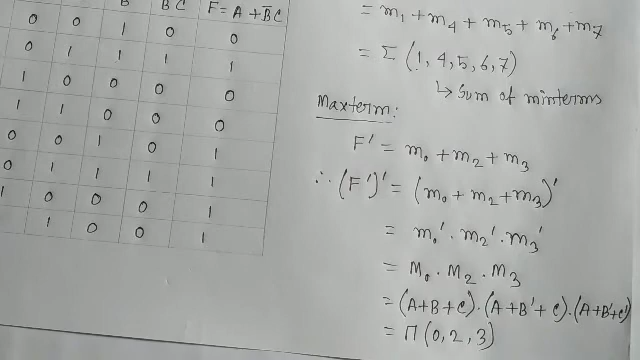 B̅ B̅C F = A + B̅C
0 0 1 0 0
0 1 1 1 1
1 0 0 0 0
1 1 0 0 0
0 0 1 0 1
0 1 1 1 1
1 0 0 0 1
1 0 0 1
= m₁ + m₄ + m₅ + m₆ + m₇
= Σ (1, 4, 5, 6, 7)
↳ Sum of minterms
Maxterm:
F' = m₀ + m₂ + m₃
∴ (F')' = (m₀ + m₂ + m₃)'
= m₀' . m₂' . m₃'
= M₀ . M₂ . M₃
= (A+B+C) . (A+B'+C) . (A+B'+C')
= Π (0, 2, 3)